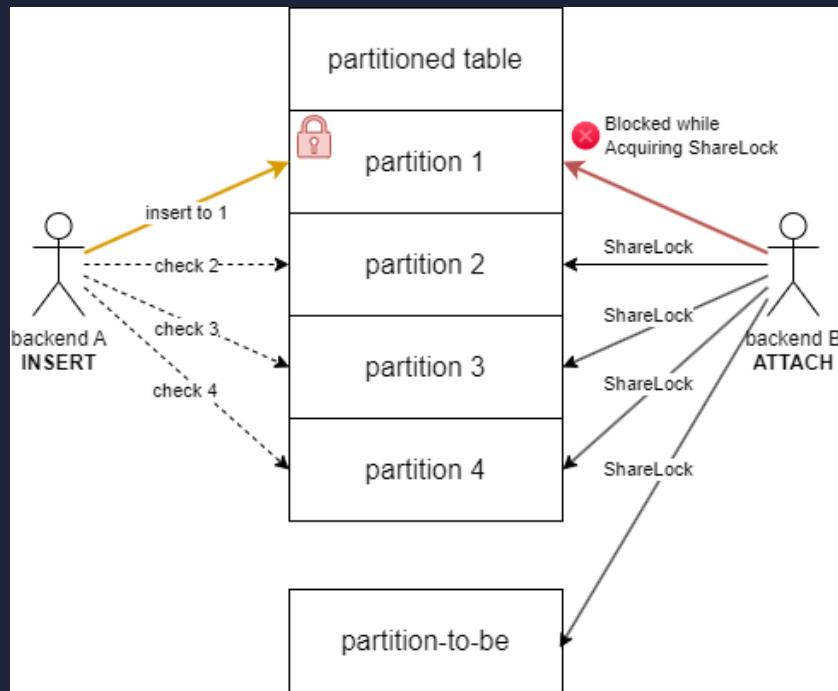 partitioned table
Blocked while
Acquiring ShareLock
partition 1
insert to 1
ShareLock
check 2
partition 2
ShareLock
check 3
backend A
INSERT
backend B
ATTACH
partition 3
check 4
ShareLock
partition 4
ShareLock
partition-to-be